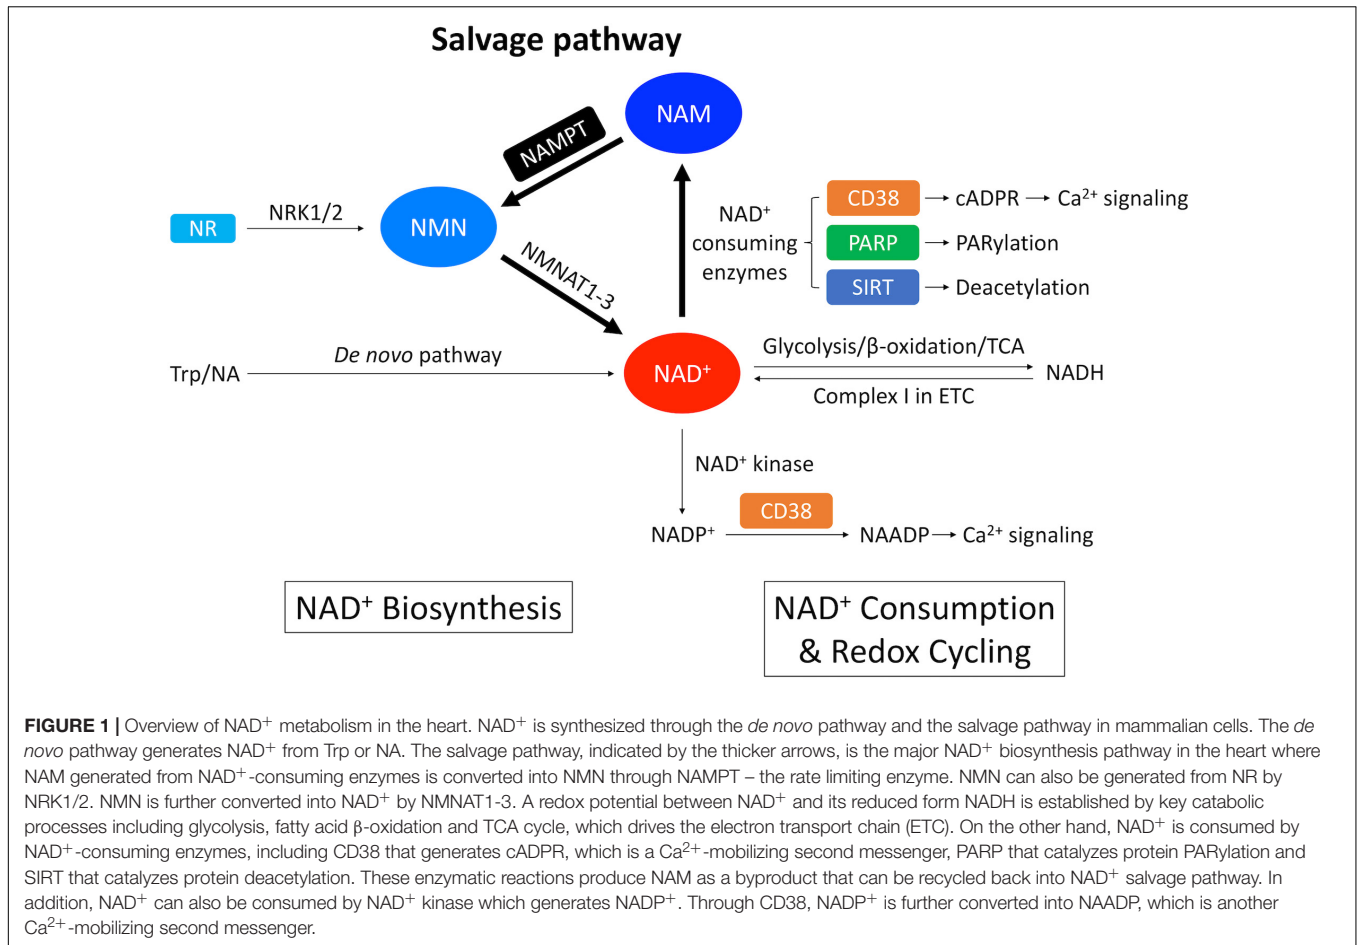 Salvage pathway
NAM
NAMPT
NR
NRK1/2
NMN
NMNAT1-3
NAD⁺
consuming
enzymes
CD38
cADPR
Ca²⁺ signaling
PARP
PARylation
SIRT
Deacetylation
Trp/NA
De novo pathway
NAD⁺
Glycolysis/β-oxidation/TCA
Complex I in ETC
NADH
NAD⁺ kinase
CD38
NADP⁺
NAADP
Ca²⁺ signaling
NAD⁺ Biosynthesis
NAD⁺ Consumption
& Redox Cycling
FIGURE 1 | Overview of NAD⁺ metabolism in the heart. NAD⁺ is synthesized through the de novo pathway and the salvage pathway in mammalian cells. The de
novo pathway generates NAD⁺ from Trp or NA. The salvage pathway, indicated by the thicker arrows, is the major NAD⁺ biosynthesis pathway in the heart where
NAM generated from NAD⁺-consuming enzymes is converted into NMN through NAMPT – the rate limiting enzyme. NMN can also be generated from NR by
NRK1/2. NMN is further converted into NAD⁺ by NMNAT1-3. A redox potential between NAD⁺ and its reduced form NADH is established by key catabolic
processes including glycolysis, fatty acid β-oxidation and TCA cycle, which drives the electron transport chain (ETC). On the other hand, NAD⁺ is consumed by
NAD⁺-consuming enzymes, including CD38 that generates cADPR, which is a Ca²⁺-mobilizing second messenger, PARP that catalyzes protein PARylation and
SIRT that catalyzes protein deacetylation. These enzymatic reactions produce NAM as a byproduct that can be recycled back into NAD⁺ salvage pathway. In
addition, NAD⁺ can also be consumed by NAD⁺ kinase which generates NADP⁺. Through CD38, NADP⁺ is further converted into NAADP, which is another
Ca²⁺-mobilizing second messenger.